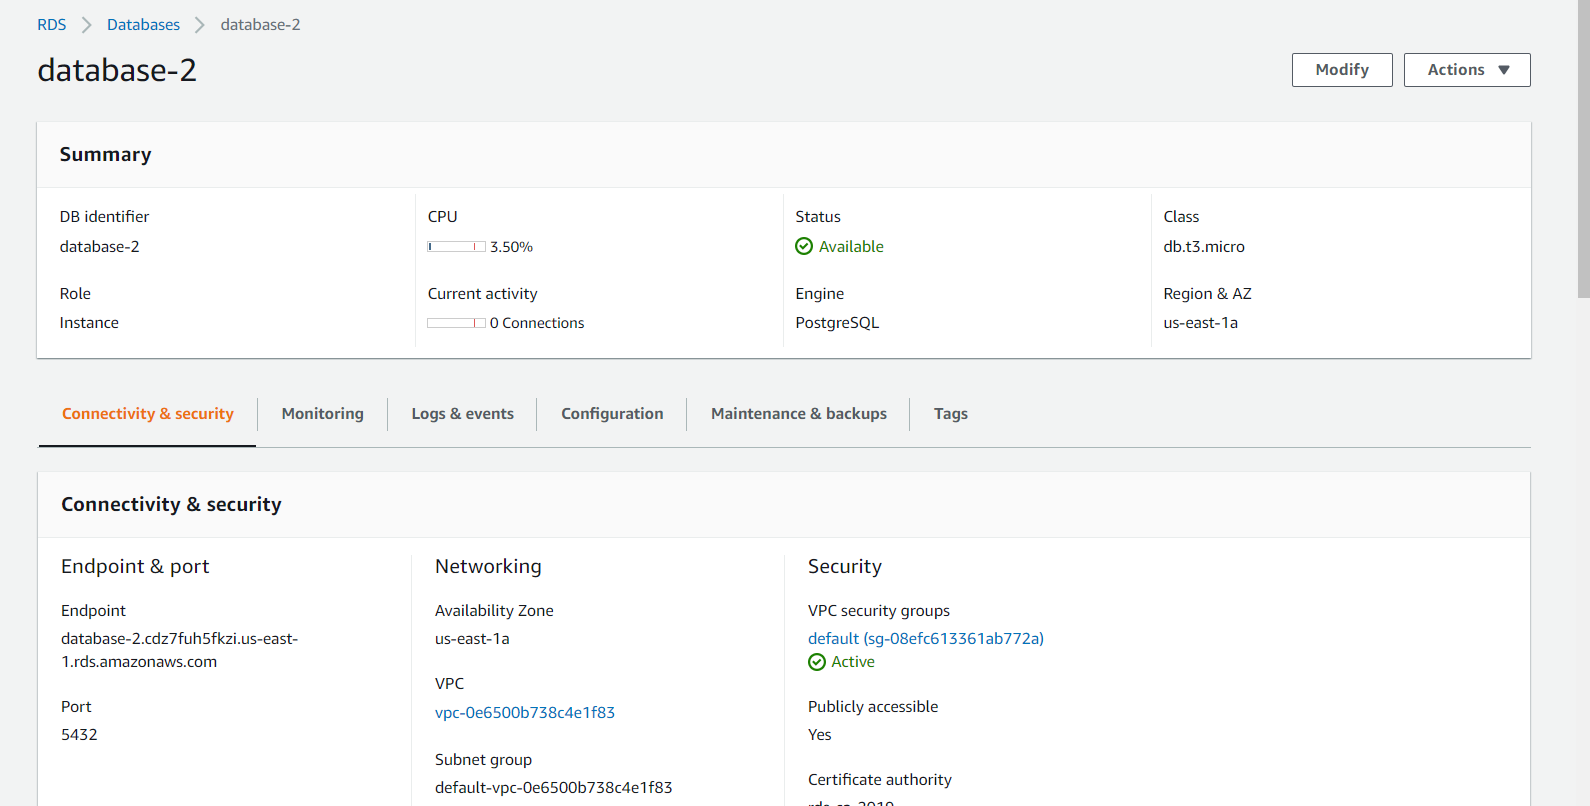 RDS > Databases > database-2
database-2
Modify
Actions
Summary
DB identifier
database-2
CPU
3.50%
Status
Available
Class
db.t3.micro
Role
Instance
Current activity
0 Connections
Engine
PostgreSQL
Region & AZ
us-east-1a
Connectivity & security
Monitoring
Logs & events
Configuration
Maintenance & backups
Tags
Connectivity & security
Endpoint & port
Endpoint
database-2.cdz7fuh5fkzi.us-east-
1.rds.amazonaws.com
Port
5432
Networking
Availability Zone
us-east-1a
VPC
vpc-0e6500b738c4e1f83
Subnet group
default-vpc-0e6500b738c4e1f83
Security
VPC security groups
default (sg-08efc613361ab772a)
Active
Publicly accessible
Yes
Certificate authority
rds-ca-2019